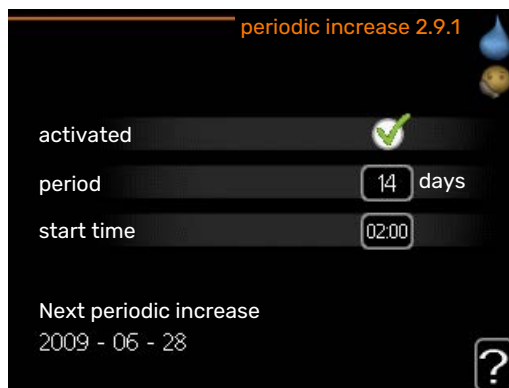 periodic increase 2.9.1
activated
period 14 days
start time 02:00
Next periodic increase
2009 - 06 - 28
?